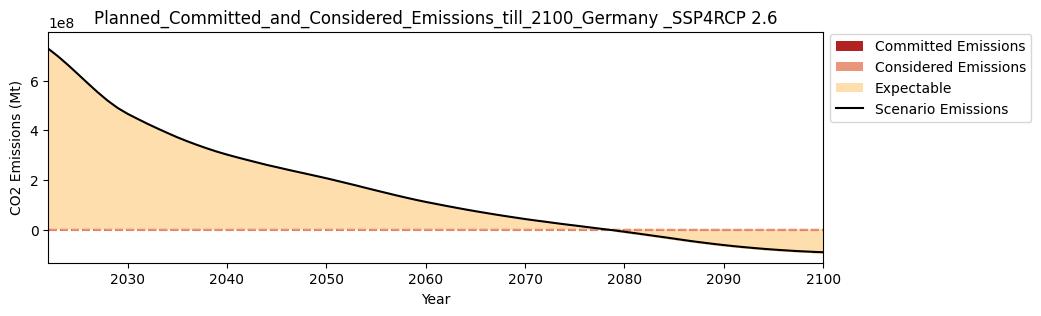 Planned_Committed_and_Considered_Emissions_till_2100_Germany _SSP4RCP 2.6
1e8
CO2 Emissions (Mt)
6
4
2
0
2030 2040 2050 2060 2070 2080 2090 2100
Year
Committed Emissions
Considered Emissions
Expectable
Scenario Emissions